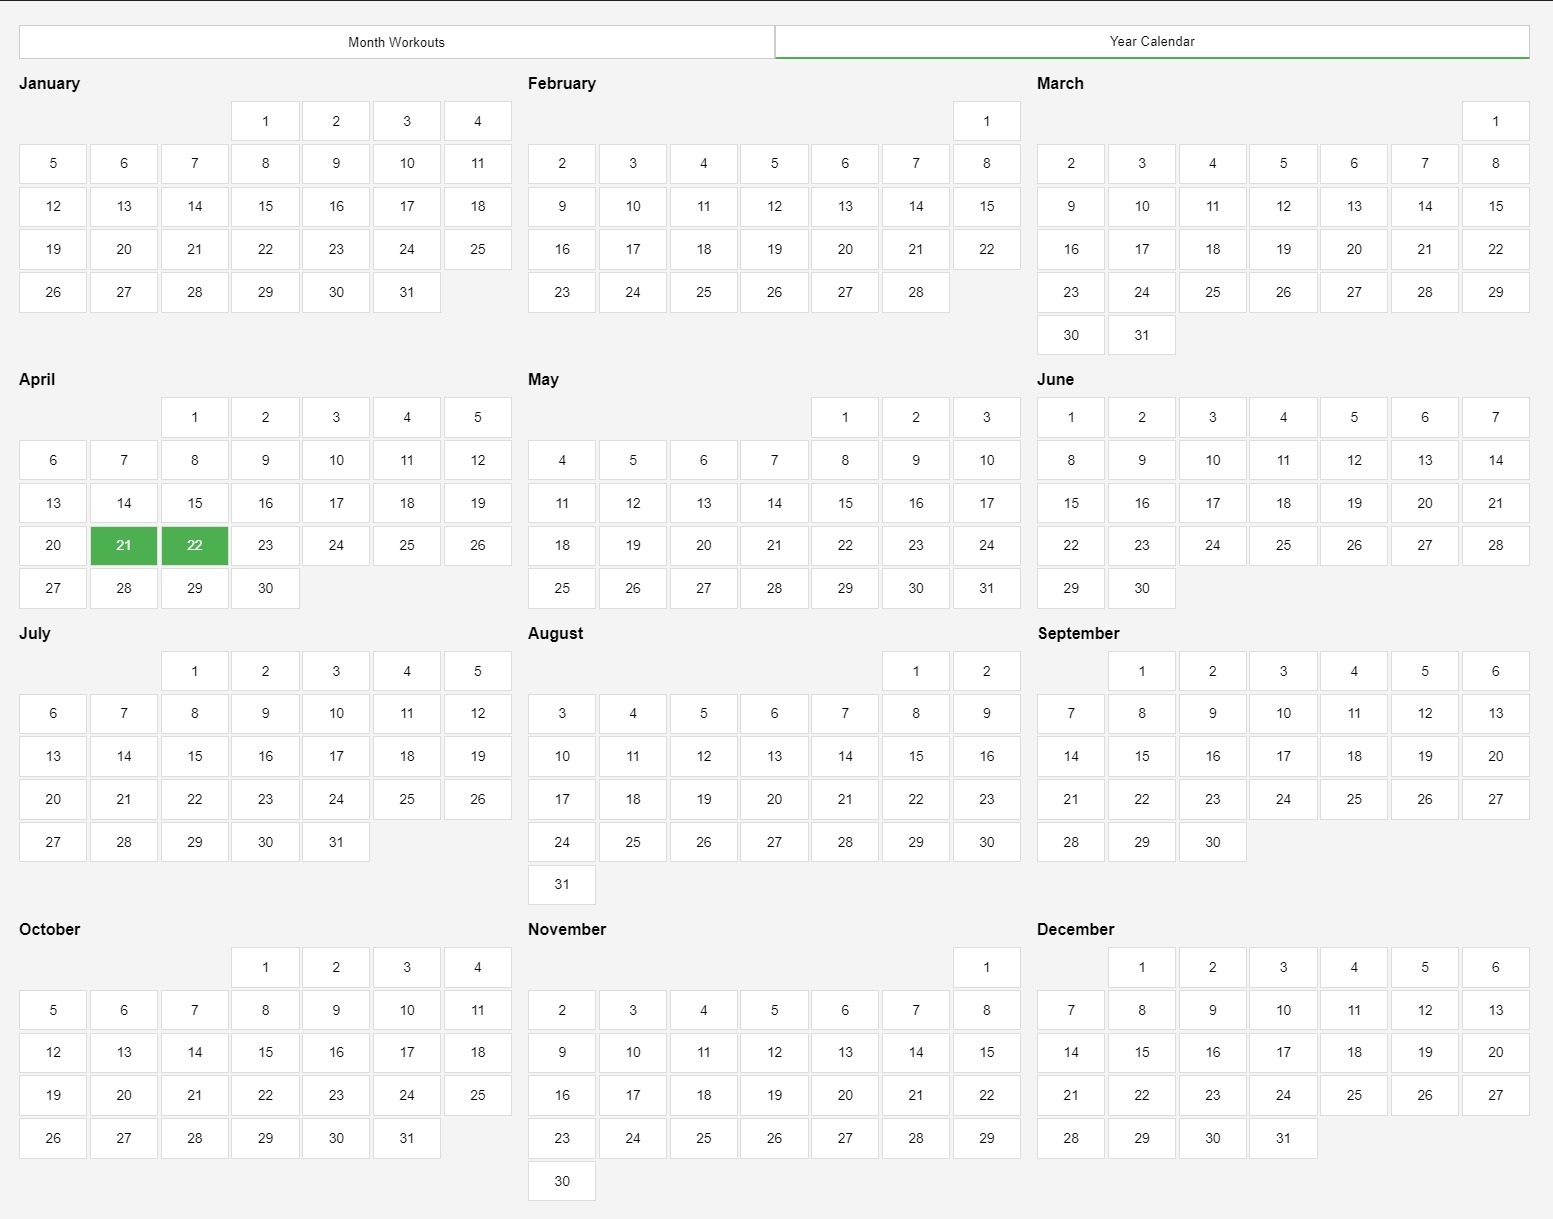 Month Workouts Year Calendar
January February March
1 2 3 4 1 1
5 6 7 8 9 10 11 2 3 4 5 6 7 8 2 3 4 5 6 7 8
12 13 14 15 16 17 18 9 10 11 12 13 14 15 9 10 11 12 13 14 15
19 20 21 22 23 24 25 16 17 18 19 20 21 22 16 17 18 19 20 21 22
26 27 28 29 30 31 23 24 25 26 27 28 23 24 25 26 27 28 29
30 31
April May June
1 2 3 4 5 1 2 3 1 2 3 4 5 6 7
6 7 8 9 10 11 12 4 5 6 7 8 9 10 8 9 10 11 12 13 14
13 14 15 16 17 18 19 11 12 13 14 15 16 17 15 16 17 18 19 20 21
20 21 22 23 24 25 26 18 19 20 21 22 23 24 22 23 24 25 26 27 28
27 28 29 30 25 26 27 28 29 30 31 29 30
July August September
1 2 3 4 5 1 2 1 2 3 4 5 6
6 7 8 9 10 11 12 3 4 5 6 7 8 9 7 8 9 10 11 12 13
13 14 15 16 17 18 19 10 11 12 13 14 15 16 14 15 16 17 18 19 20
20 21 22 23 24 25 26 17 18 19 20 21 22 23 21 22 23 24 25 26 27
27 28 29 30 31 24 25 26 27 28 29 30 28 29 30
31
October November December
1 2 3 4 1 1 2 3 4 5 6
5 6 7 8 9 10 11 2 3 4 5 6 7 8 7 8 9 10 11 12 13
12 13 14 15 16 17 18 9 10 11 12 13 14 15 14 15 16 17 18 19 20
19 20 21 22 23 24 25 16 17 18 19 20 21 22 21 22 23 24 25 26 27
26 27 28 29 30 31 23 24 25 26 27 28 29 28 29 30 31
30